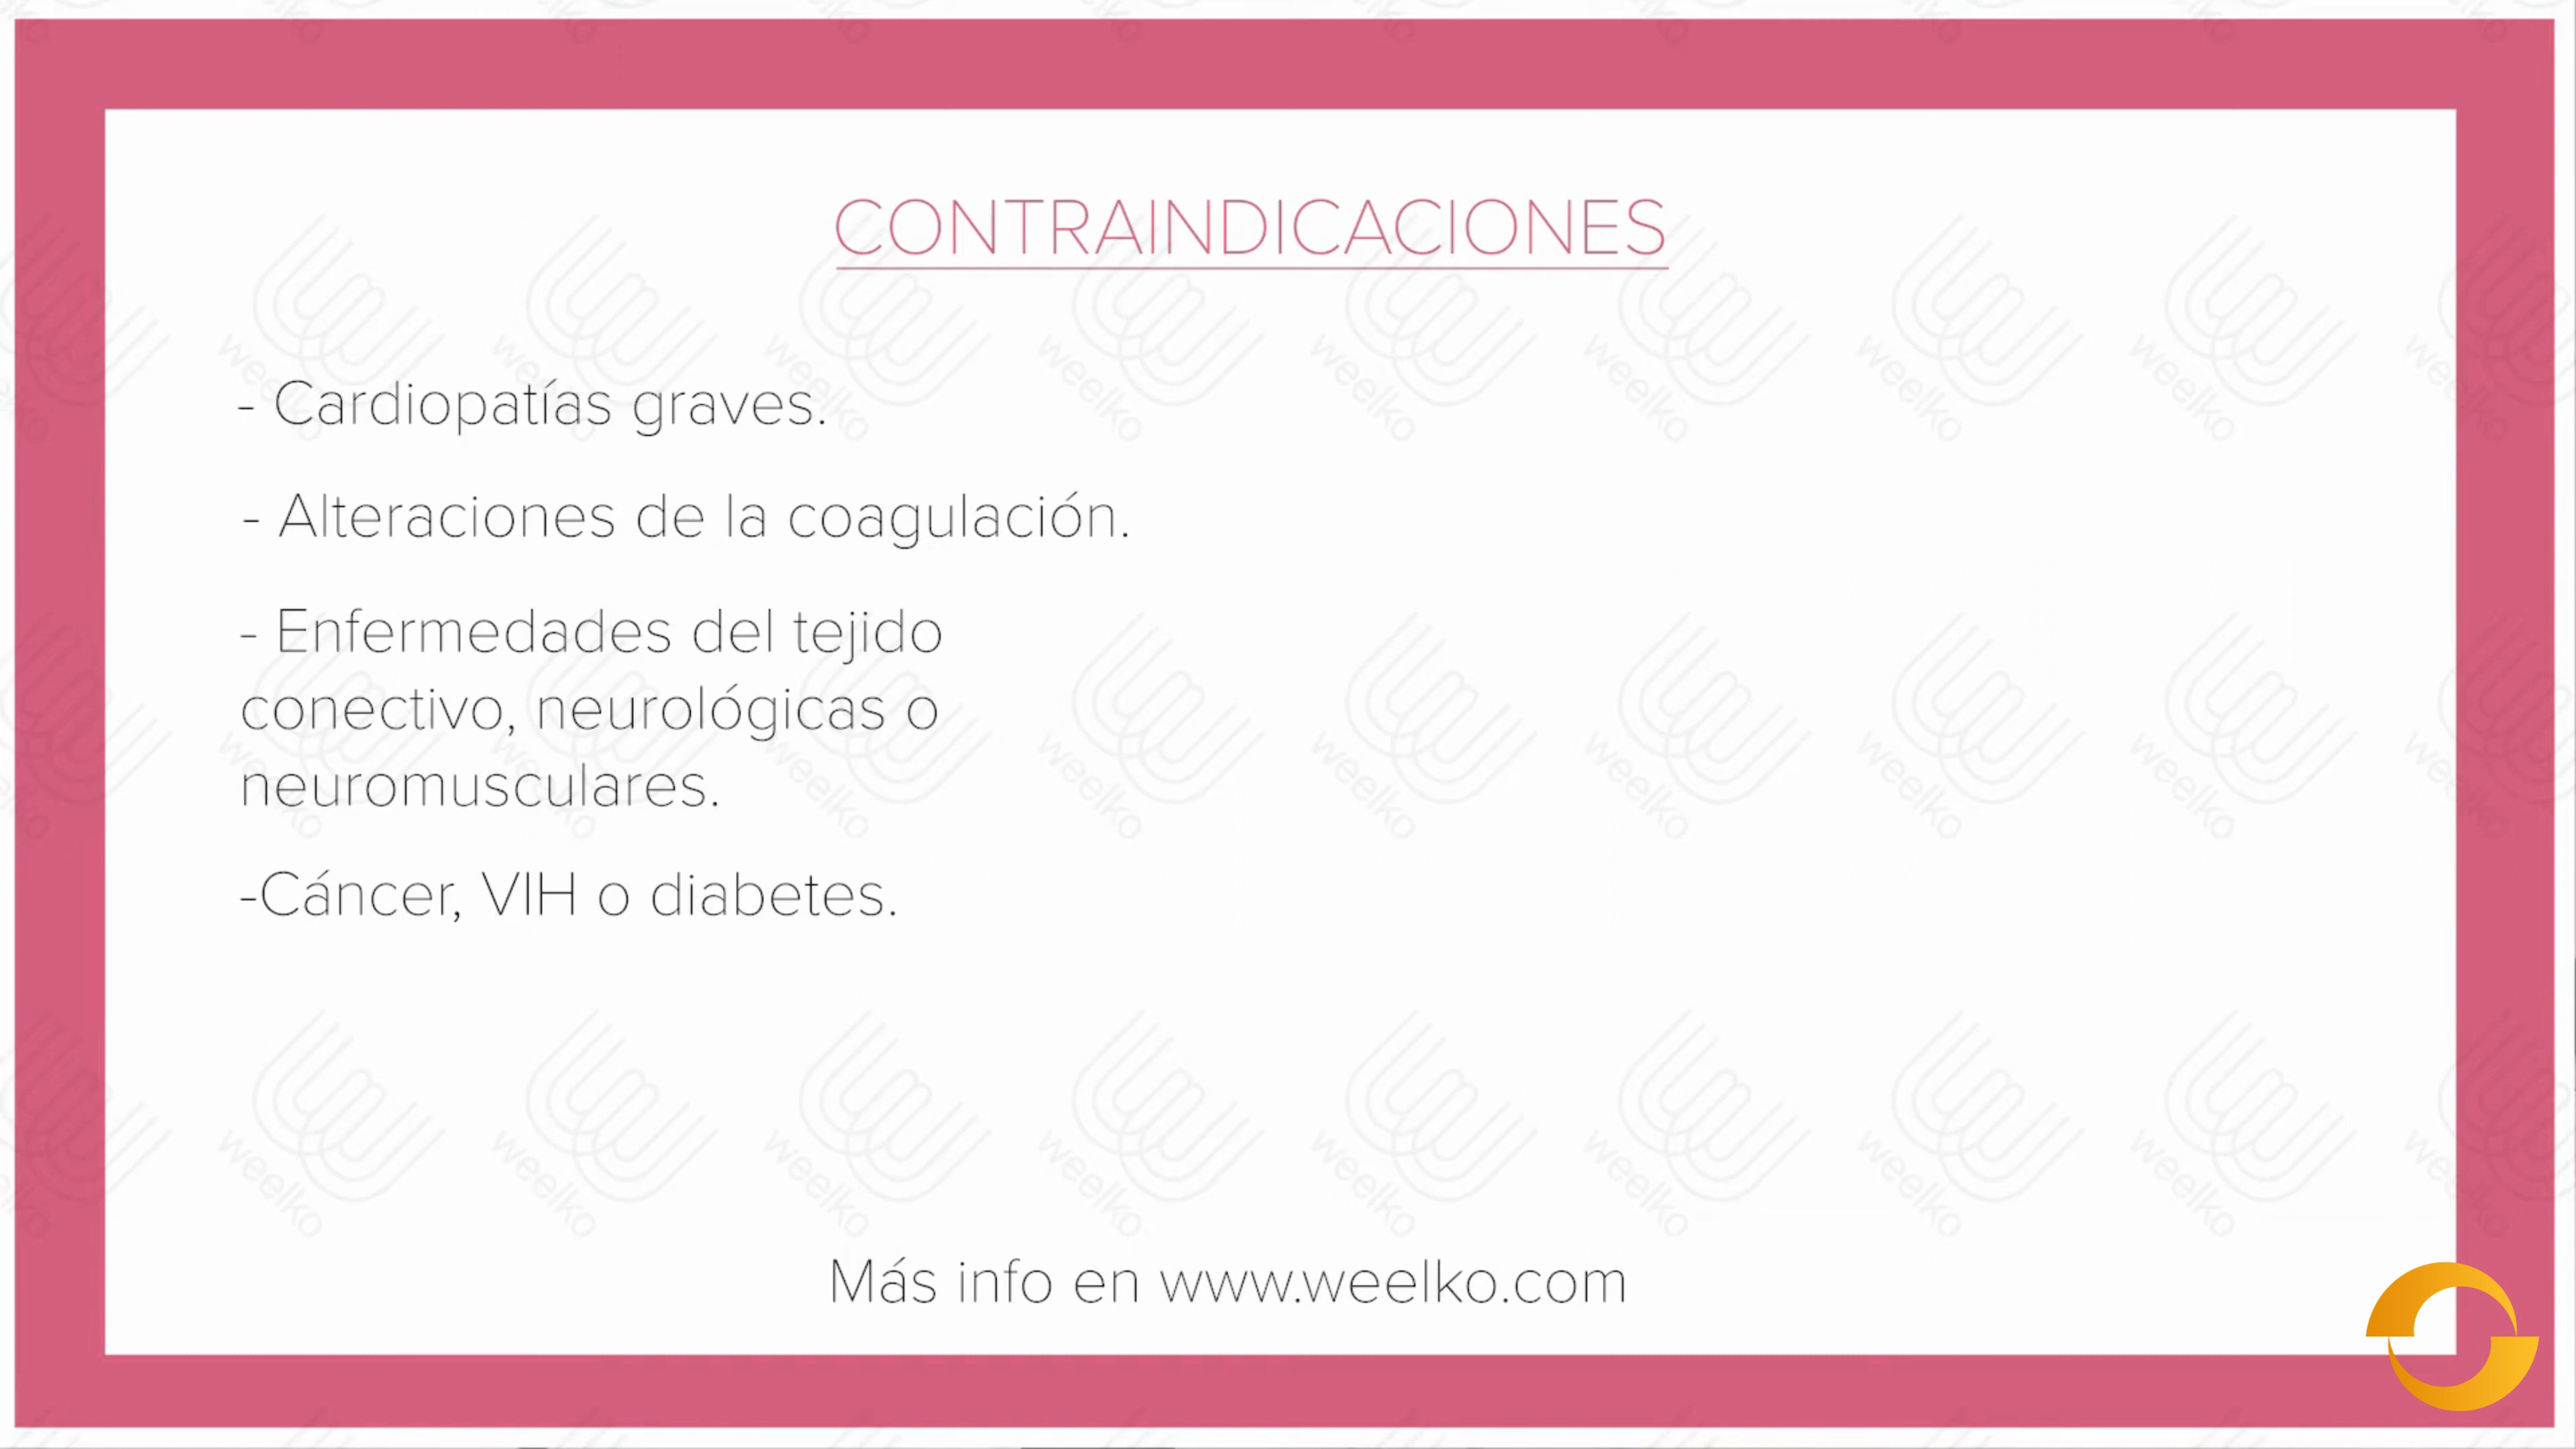 CONTRAINDICACIONES
- Cardiopatías graves.
- Alteraciones de la coagulación.
- Enfermedades del tejido
conectivo, neurológicas o
neuromusculares.
-Cáncer, VIH o diabetes.
Más info en www.weelko.com
weelko